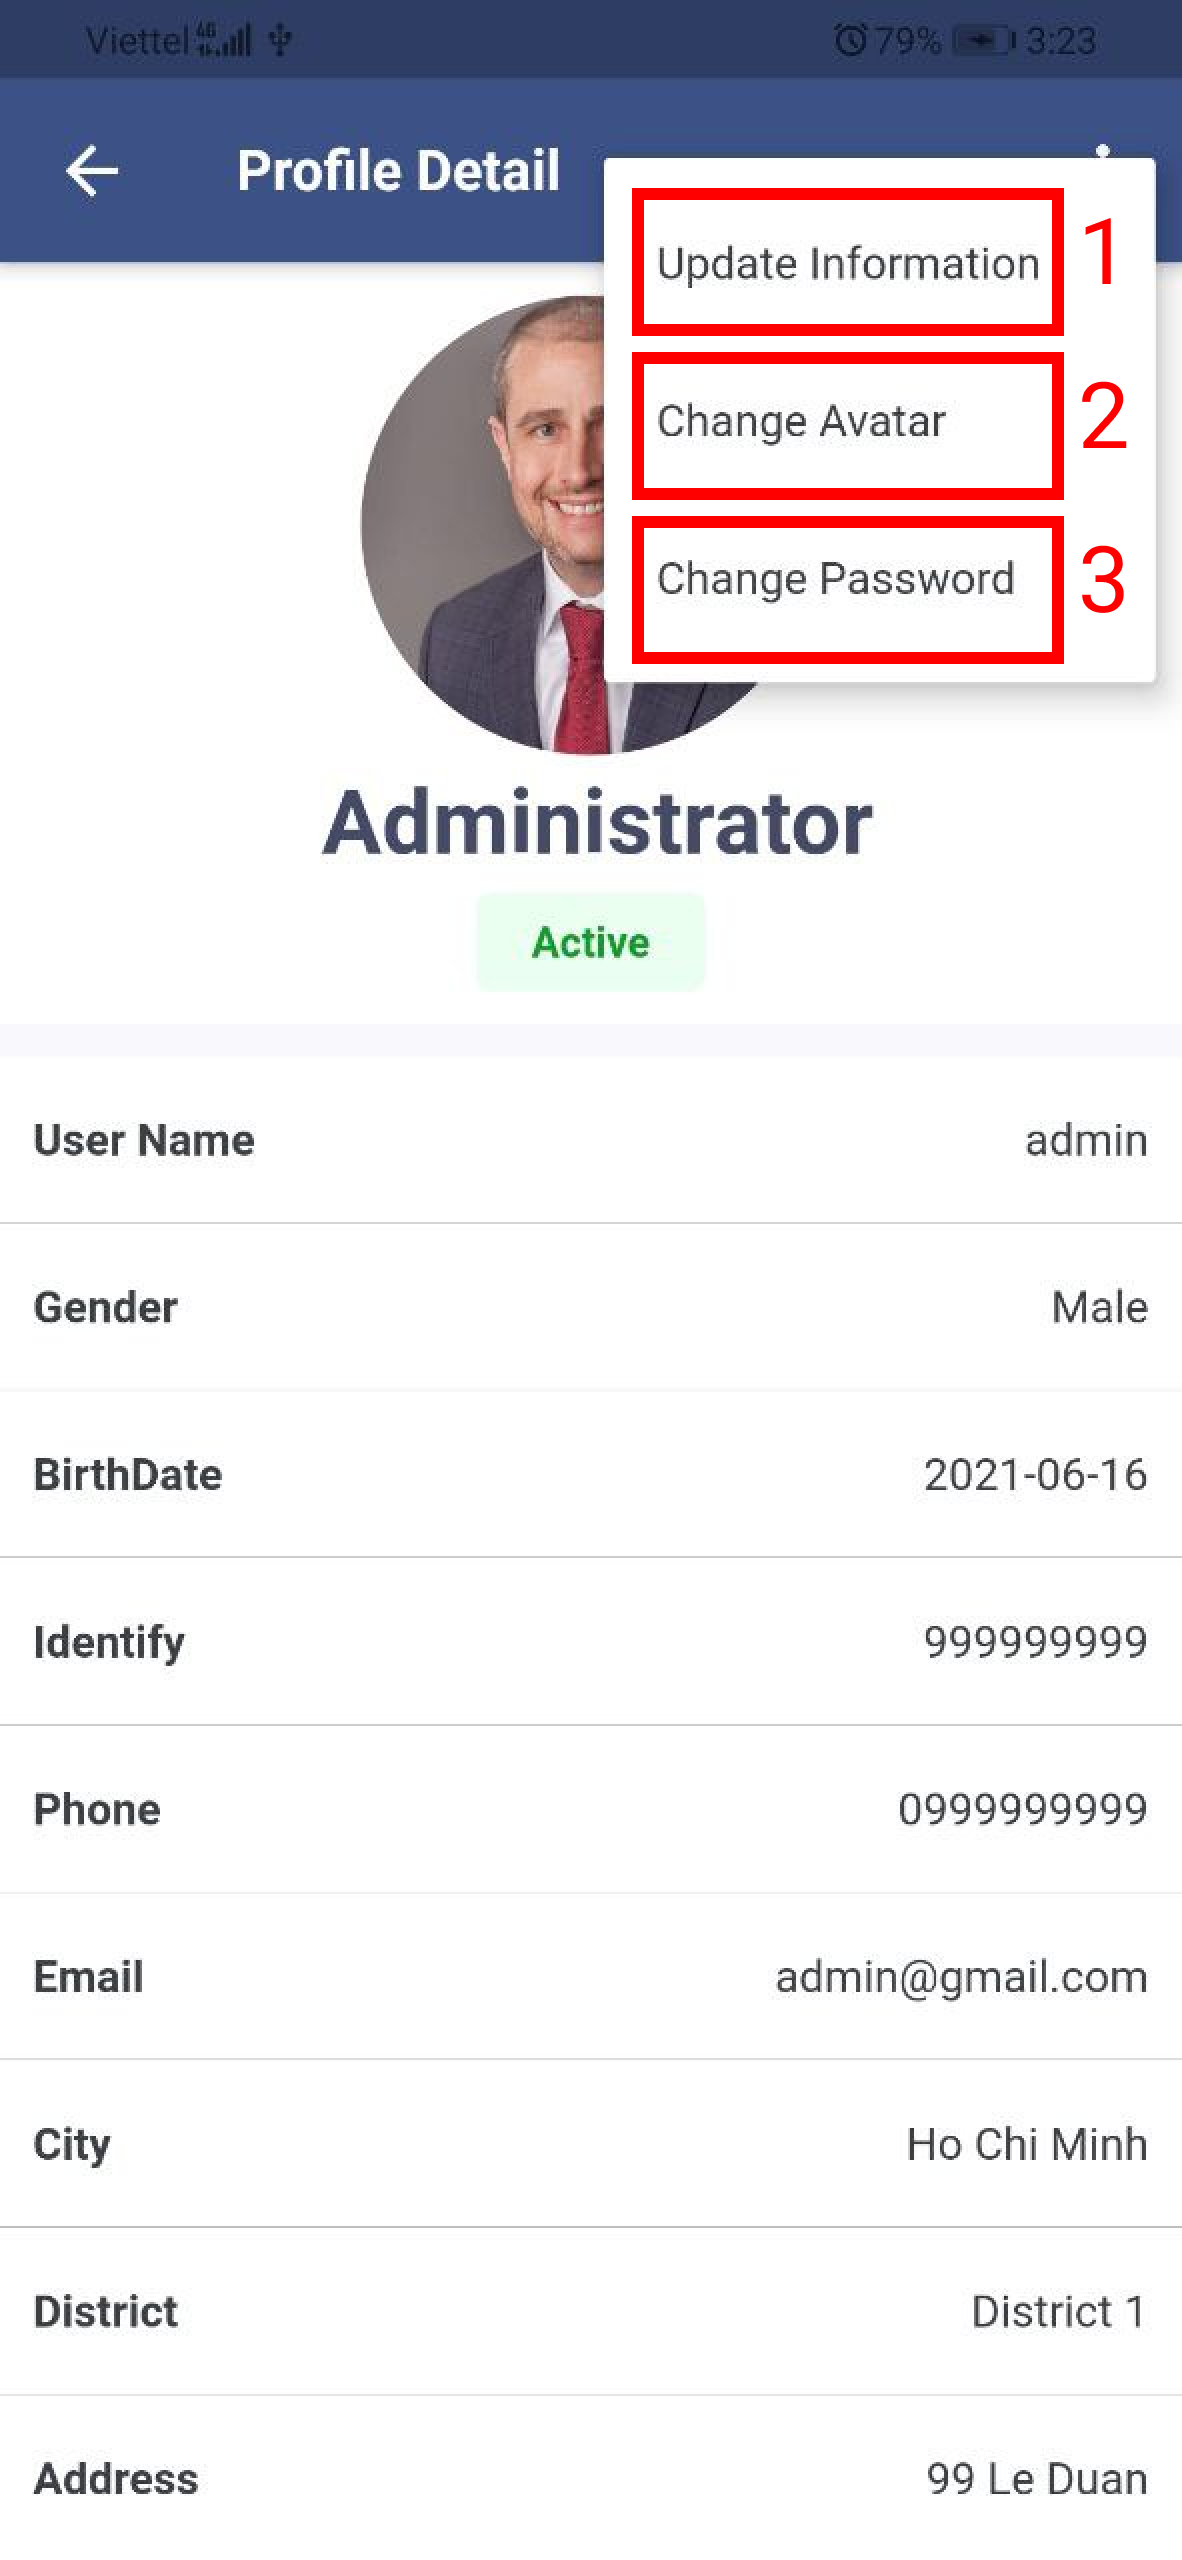 Viettel 4G 79% 3:23
Profile Detail
Update Information 1
Change Avatar 2
Change Password 3
Administrator
Active
User Name admin
Gender Male
BirthDate 2021-06-16
Identify 999999999
Phone 0999999999
Email admin@gmail.com
City Ho Chi Minh
District District 1
Address 99 Le Duan